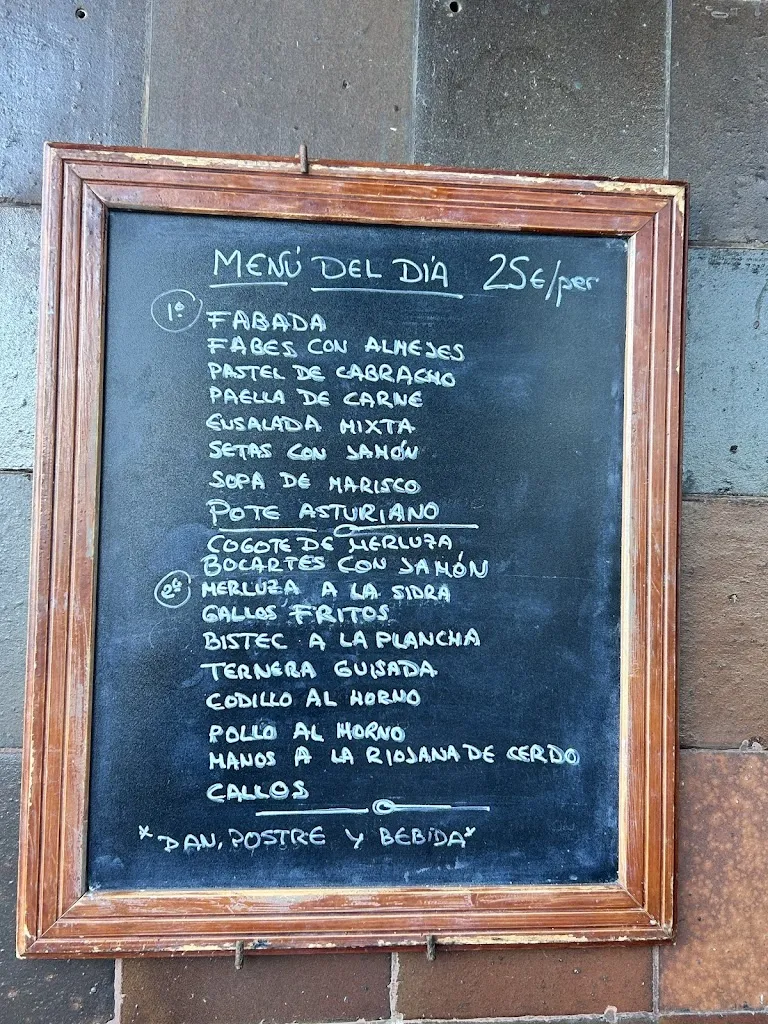 MENÚ DEL DÍA 25€/per
1º FABADA
FABES CON ALMEJES
PASTEL DE CABRACHO
PAELLA DE CARNE
ENSALADA MIXTA
SETAS CON JAMÓN
SOPA DE MARISCO
POTE ASTURIANO
COGOTE DE MERLUZA
BOCARTES CON JAMÓN
2º MERLUZA A LA SIDRA
GALLOS FRITOS
BISTEC A LA PLANCHA
TERNERA GUISADA
CODILLO AL HORNO
POLLO AL HORNO
MANOS A LA RIOJANA DE CERDO
CALLOS
*PAN, POSTRE Y BEBIDA*